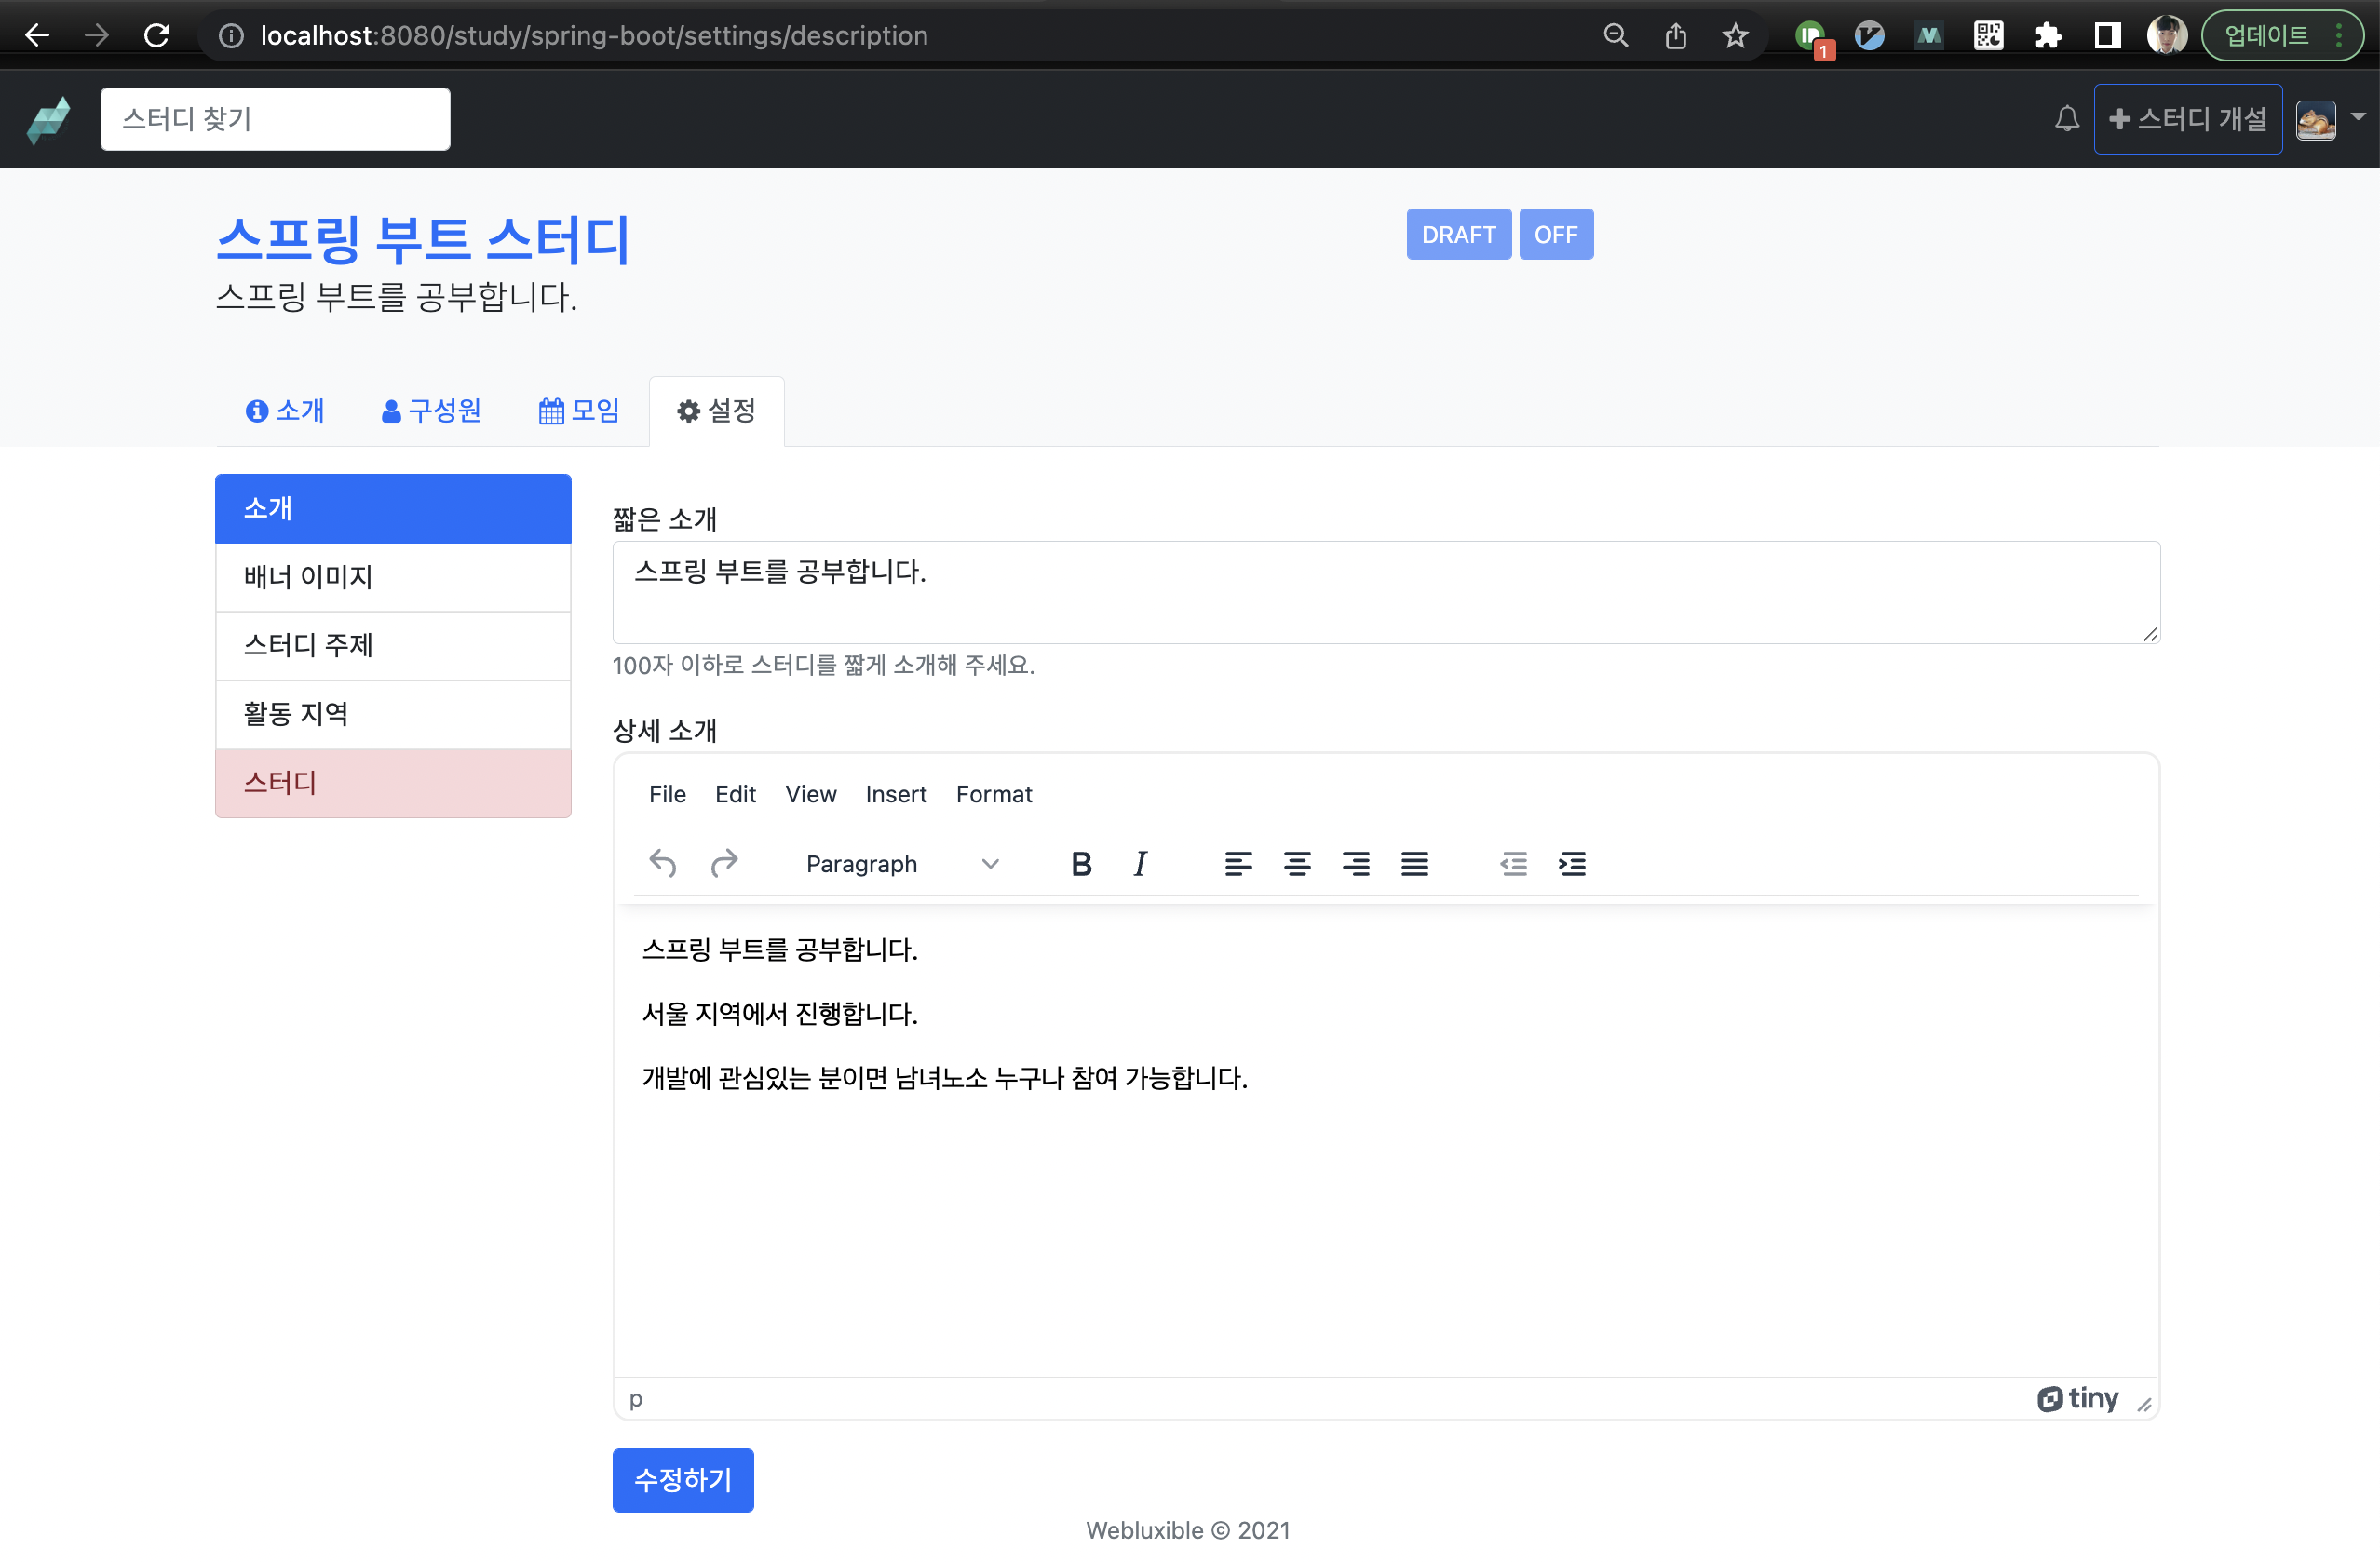 localhost:8080/study/spring-boot/settings/description
1
업데이트
스터디 찾기
스터디 개설
스프링 부트 스터디
DRAFT OFF
스프링 부트를 공부합니다.
소개 구성원 모임 설정
소개
배너 이미지
스터디 주제
활동 지역
스터디
짧은 소개
스프링 부트를 공부합니다.
100자 이하로 스터디를 짧게 소개해 주세요.
상세 소개
File Edit View Insert Format
Paragraph B I
스프링 부트를 공부합니다.
서울 지역에서 진행합니다.
개발에 관심있는 분이면 남녀노소 누구나 참여 가능합니다.
p tiny
수정하기
Webluxible © 2021